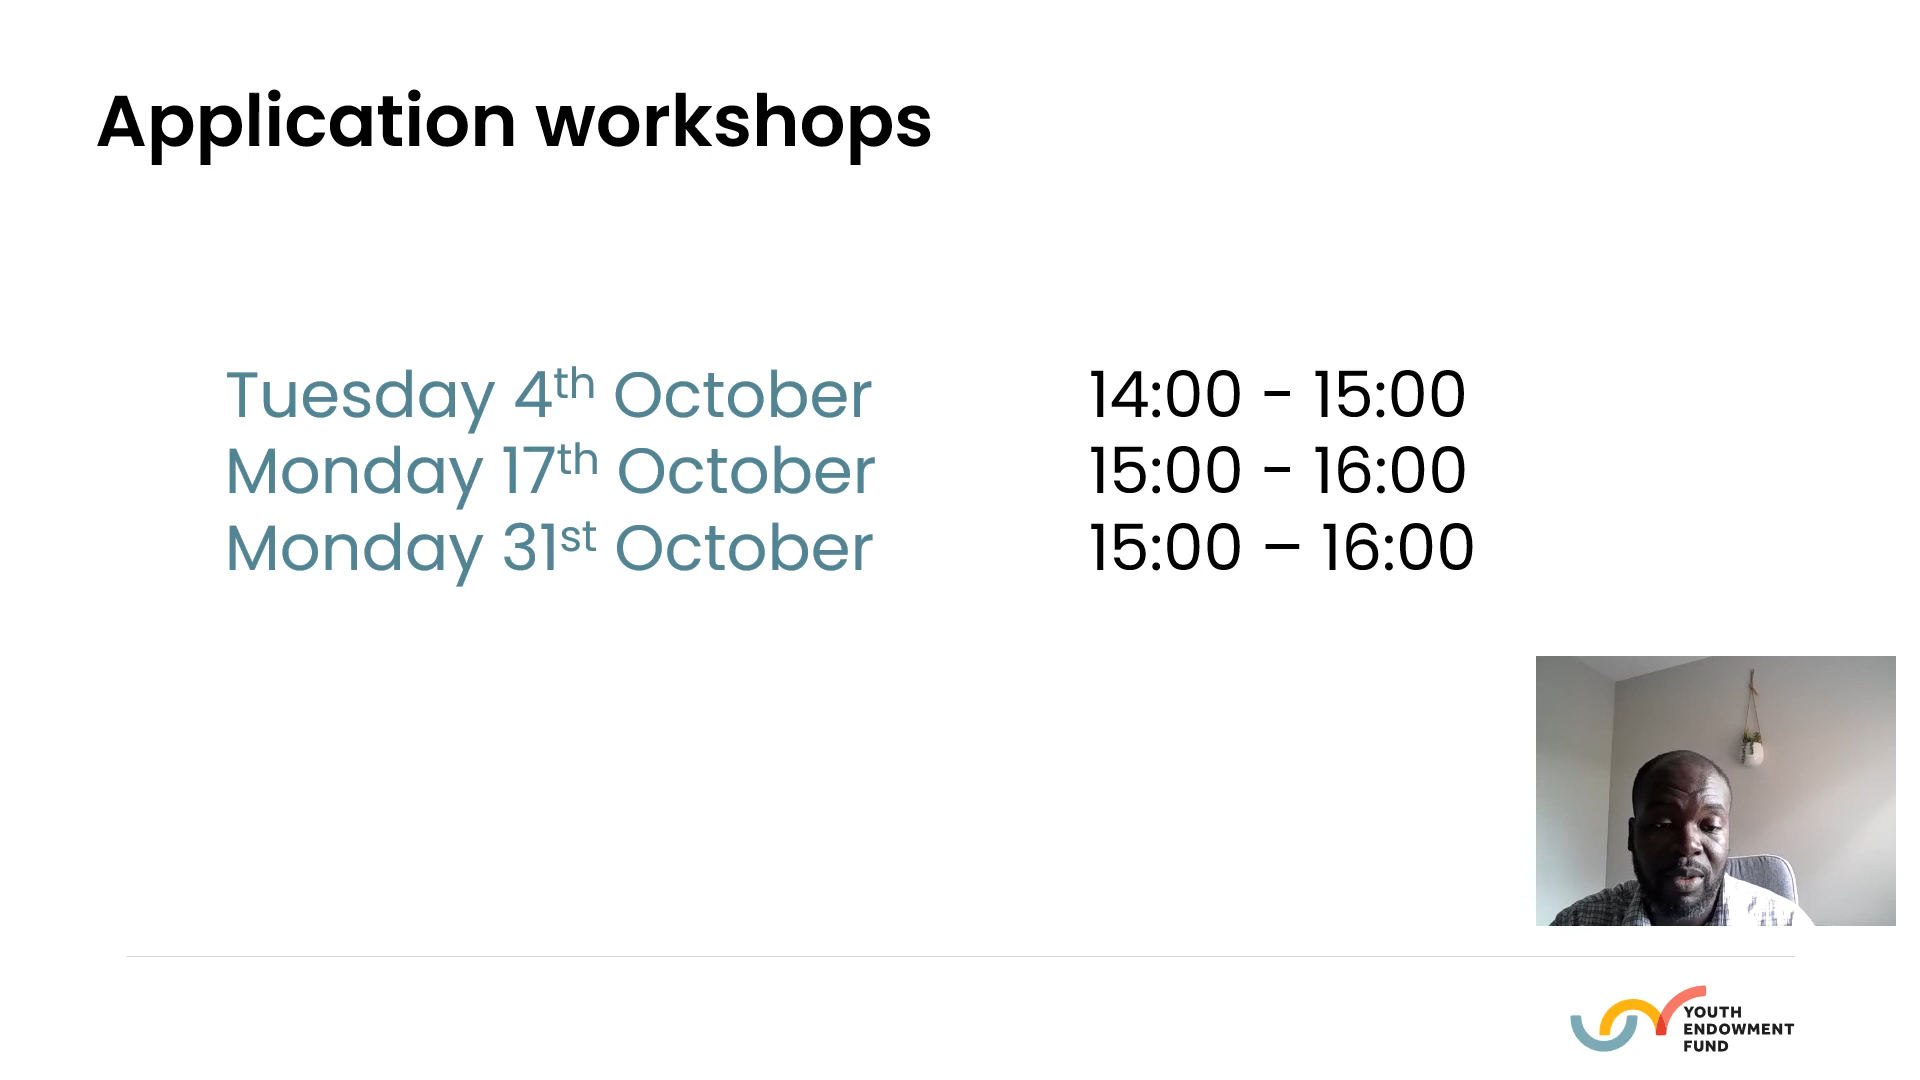 Application workshops
Tuesday 4th October 14:00 - 15:00
Monday 17th October 15:00 - 16:00
Monday 31st October 15:00 – 16:00
YOUTH
ENDOWMENT
FUND